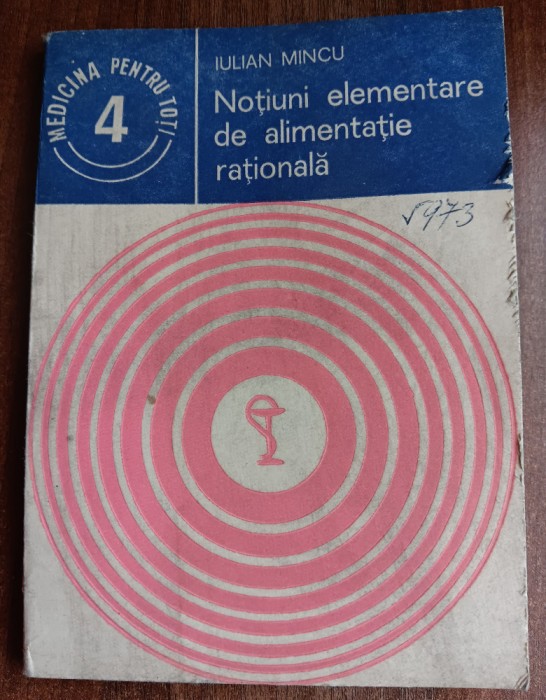 MEDICINA PENTRU TOȚI
4
IULIAN MINCU
Noțiuni elementare
de alimentație
rațională
√973